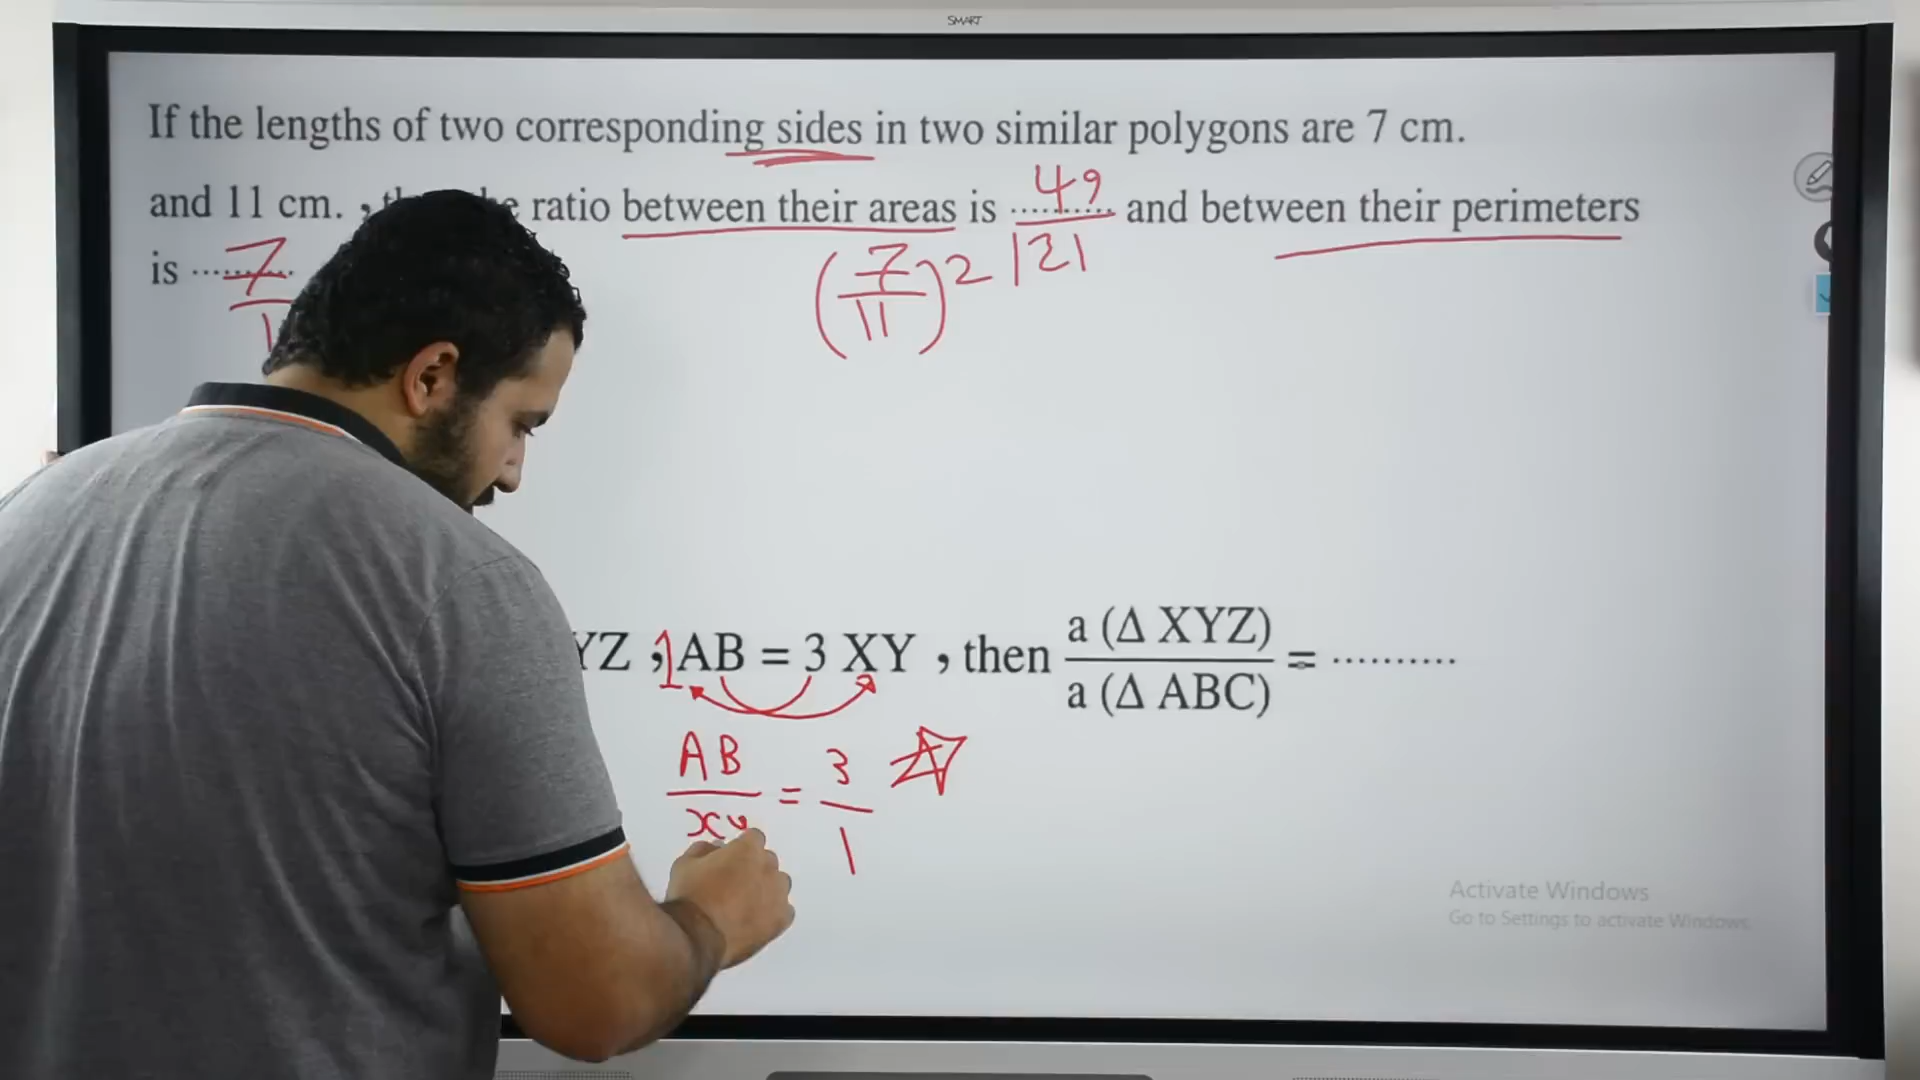 SMART
If the lengths of two corresponding sides in two similar polygons are 7 cm.
and 11 cm. , ratio between their areas is .......... and between their perimeters
49
121
is ..........
7
(7/11)2
YZ , 1 AB = 3 XY , then a (Δ XYZ) / a (Δ ABC) = ..........
AB / XY = 3 / 1
Activate Windows
Go to Settings to activate Windows.